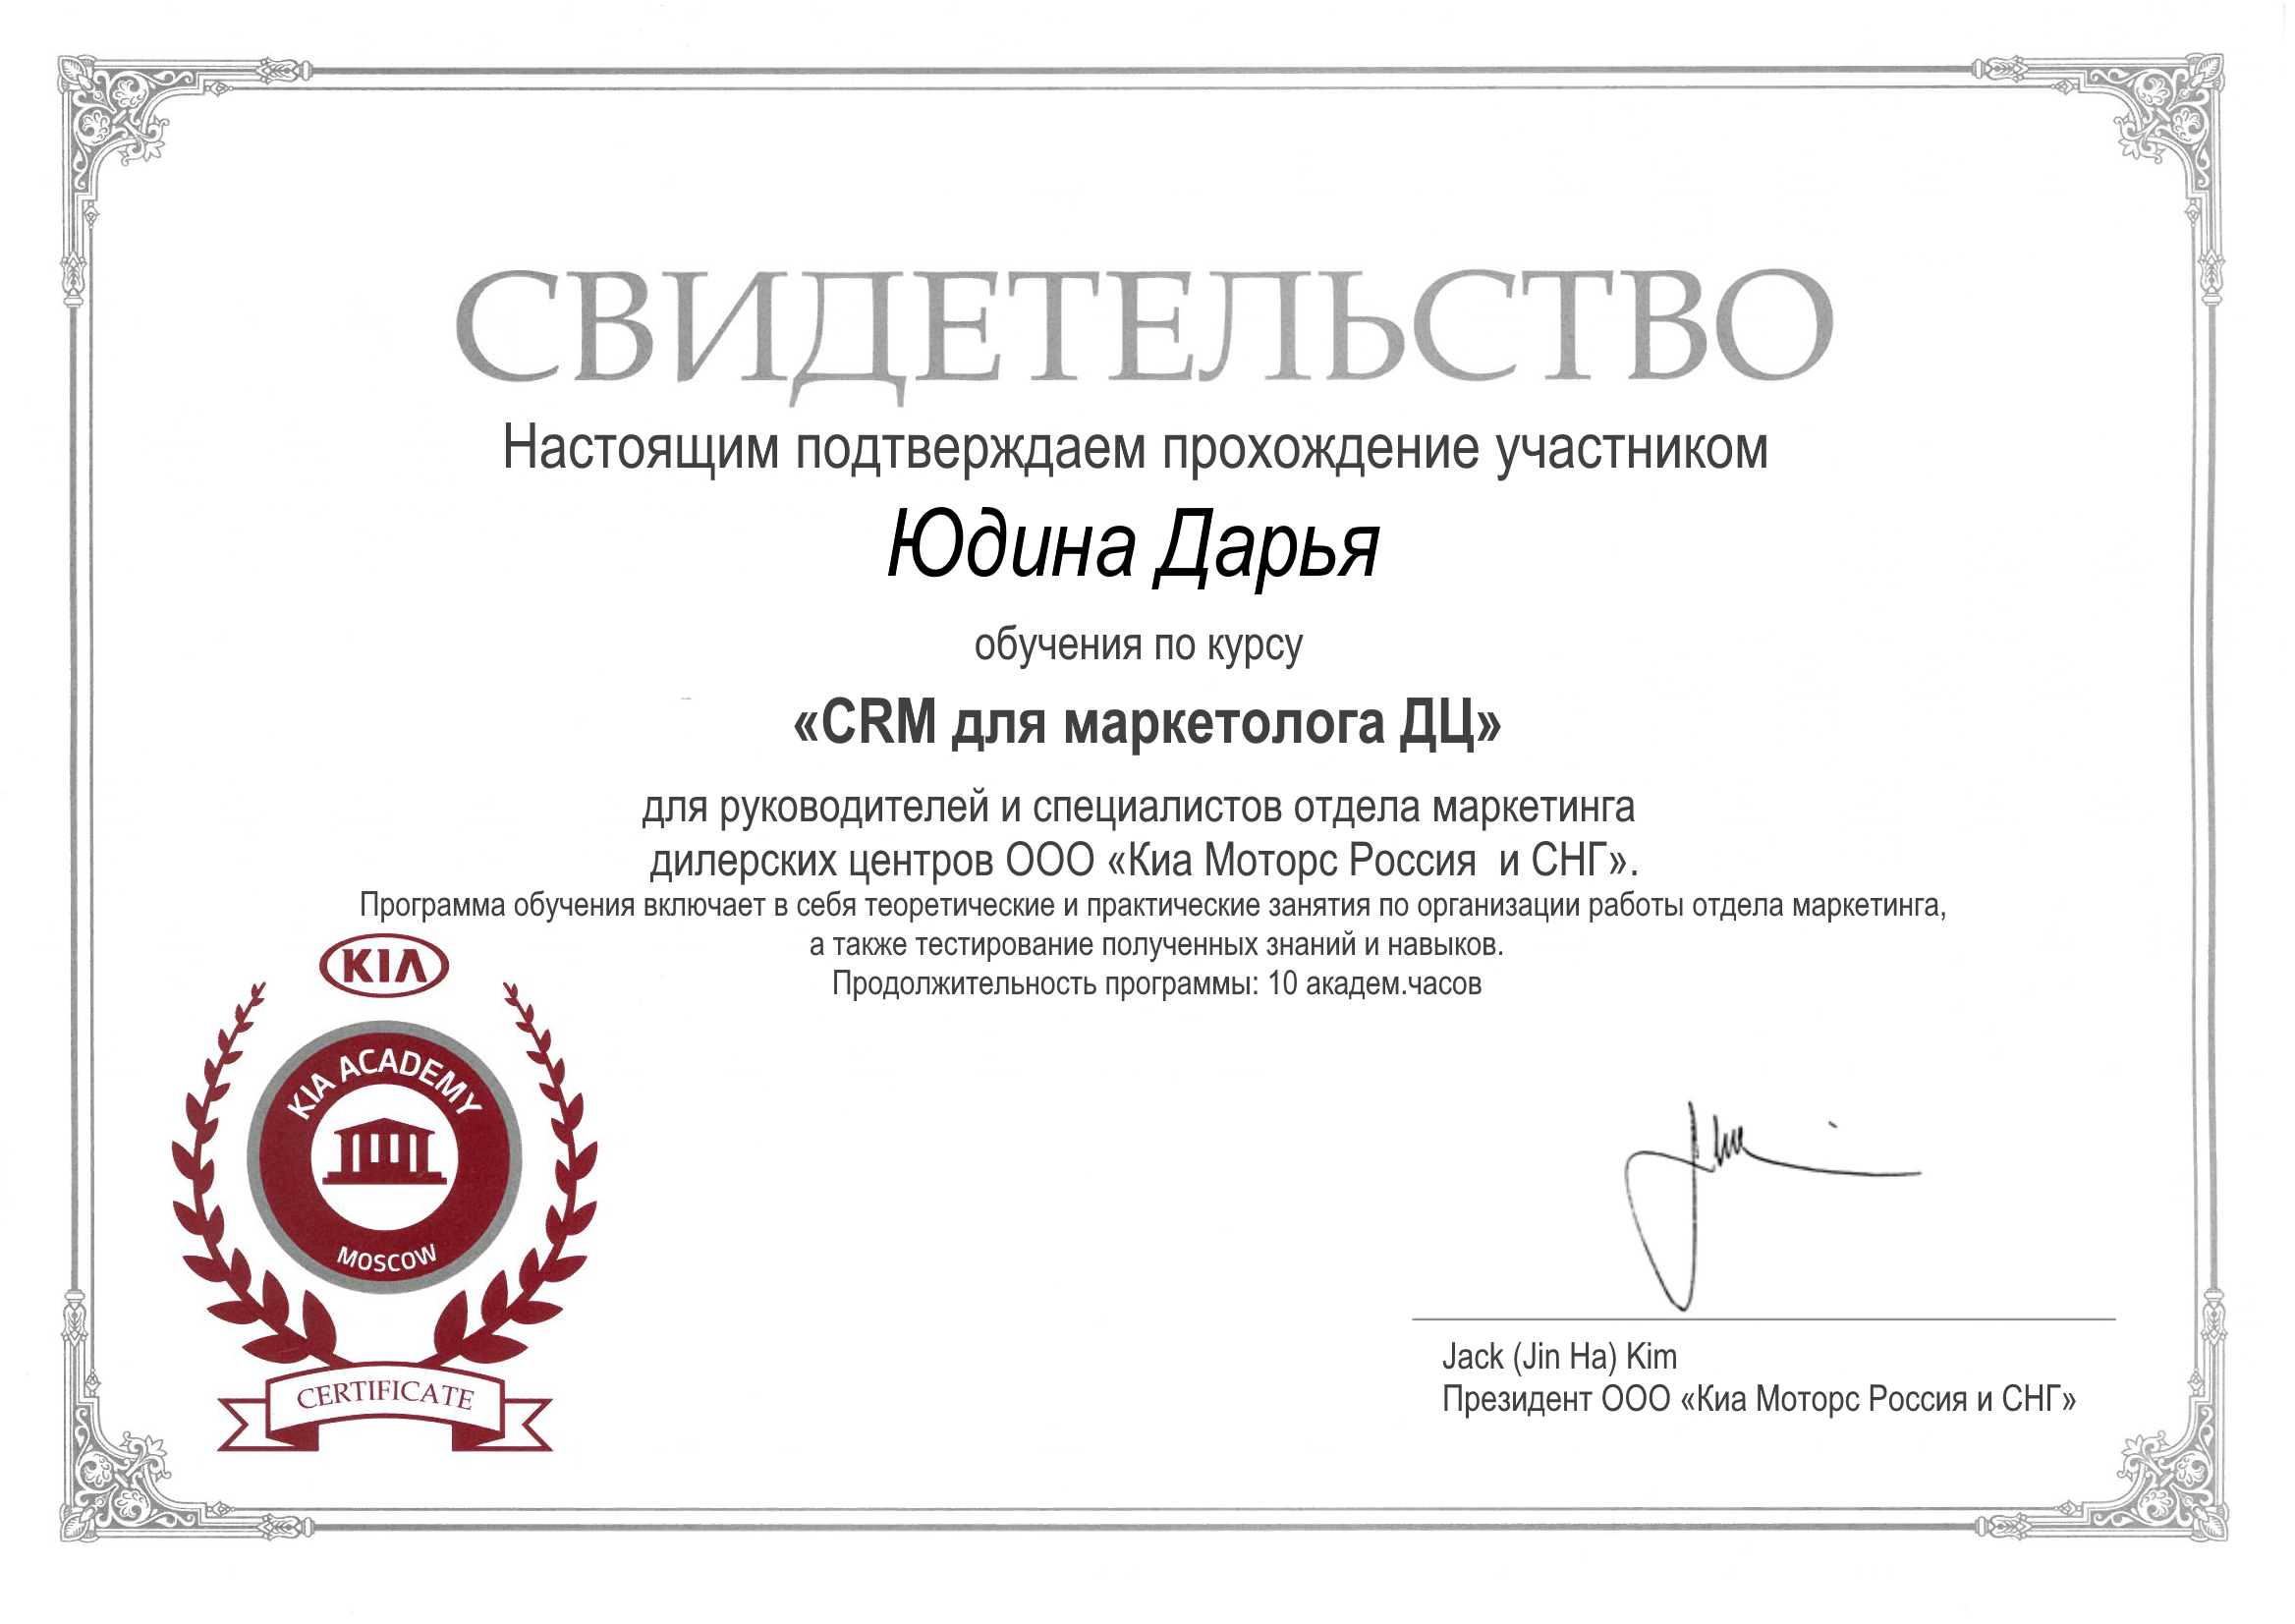 СВИДЕТЕЛЬСТВО
Настоящим подтверждаем прохождение участником
Юдина Дарья
обучения по курсу
«CRM для маркетолога ДЦ»
для руководителей и специалистов отдела маркетинга
дилерских центров ООО «Киа Моторс Россия и СНГ».
Программа обучения включает в себя теоретические и практические занятия по организации работы отдела маркетинга,
а также тестирование полученных знаний и навыков.
Продолжительность программы: 10 академ.часов
KIA
KIA ACADEMY
MOSCOW
CERTIFICATE
Jack (Jin Ha) Kim
Президент ООО «Киа Моторс Россия и СНГ»